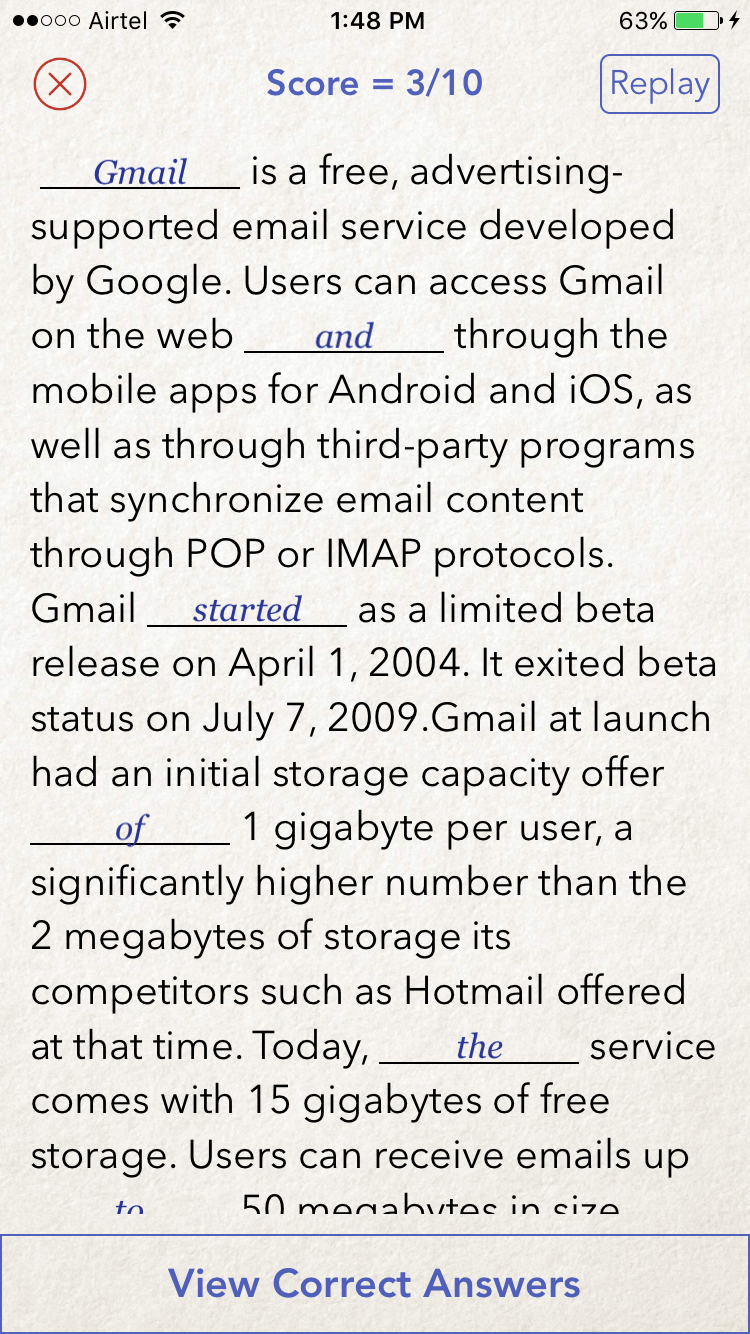 Airtel 1:48 PM 63%
Score = 3/10 Replay
Gmail is a free, advertising-
supported email service developed
by Google. Users can access Gmail
on the web and through the
mobile apps for Android and iOS, as
well as through third-party programs
that synchronize email content
through POP or IMAP protocols.
Gmail started as a limited beta
release on April 1, 2004. It exited beta
status on July 7, 2009.Gmail at launch
had an initial storage capacity offer
of 1 gigabyte per user, a
significantly higher number than the
2 megabytes of storage its
competitors such as Hotmail offered
at that time. Today, the service
comes with 15 gigabytes of free
storage. Users can receive emails up
to 50 megabytes in size
View Correct Answers